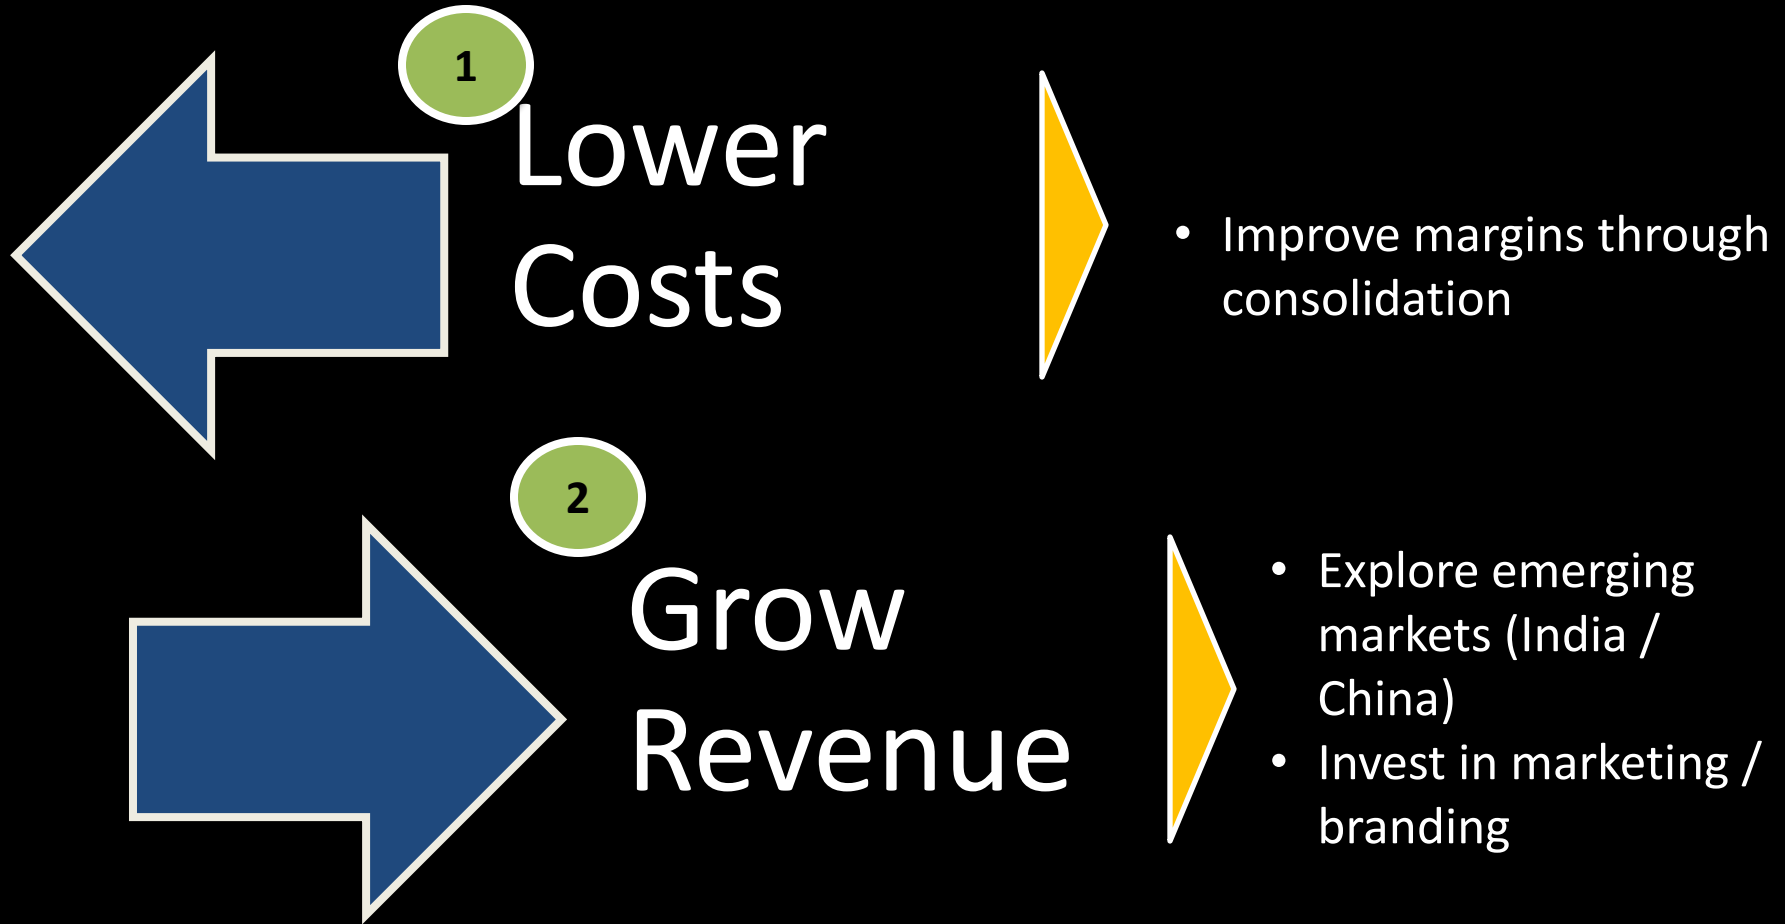 1
Lower
Costs
• Improve margins through
consolidation
2
Grow
Revenue
• Explore emerging
markets (India /
China)
• Invest in marketing /
branding